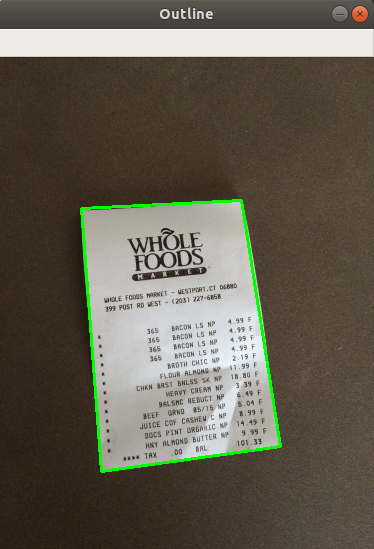 Outline
WHOLE
FOODS
MARKET
WHOLE FOODS MARKET - WESTPORT,CT 06880
399 POST RD WEST - (203) 227-6858
365 BACON LS NP 4.99 F
365 BACON LS NP 4.99 F
365 BACON LS NP 4.99 F
365 BACON LS NP 4.99 F
BROTH CHIC NP 2.19 F
FLOUR ALMOND NP 11.99 F
CHKN BRST BNLSS SK NP 18.80 F
HEAVY CREAM NP 3.39 F
BALSMC REDUCT NP 6.49 F
BEEF GRND 85/15 NP 5.04 F
JUICE COF CASHEW C NP 8.99 F
DOCS PINT ORGANIC NP 14.49 F
HNY ALMOND BUTTER NP 9.99 F
**** TAX .00 BAL 101.33